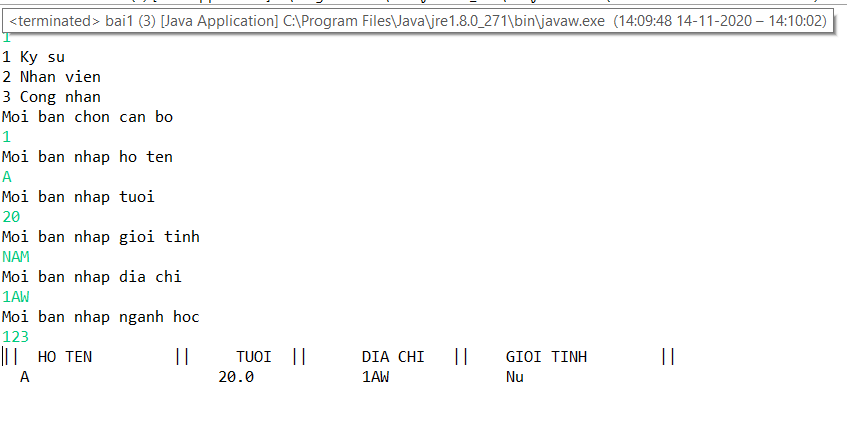 <terminated> bai1 (3) [Java Application] C:\Program Files\Java\jre1.8.0_271\bin\javaw.exe  (14:09:48 14-11-2020 – 14:10:02)
1
1 Ky su
2 Nhan vien
3 Cong nhan
Moi ban chon can bo
1
Moi ban nhap ho ten
A
Moi ban nhap tuoi
20
Moi ban nhap gioi tinh
NAM
Moi ban nhap dia chi
1AW
Moi ban nhap nganh hoc
123
||  HO TEN         ||     TUOI  ||      DIA CHI   ||    GIOI TINH        ||
  A                     20.0            1AW             Nu